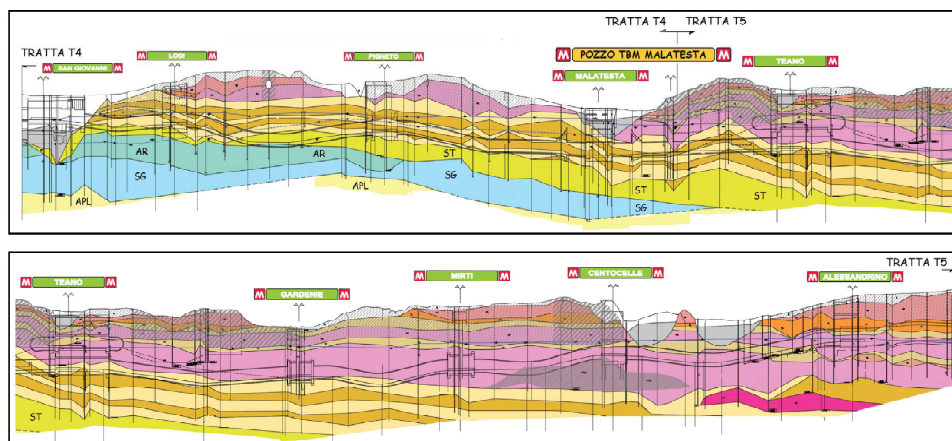 TRATTA T4 TRATTA T5
TRATTA T4
SAN GIOVANNI
LODI
PIGNETO
POZZO TBM MALATESTA
MALATESTA
TEANO
AR
AR
ST
SG
SG
APL
APL
ST
ST
SG
TRATTA T5
TEANO
GARDENIE
MIRTI
CENTOCELLE
ALESSANDRINO
ST